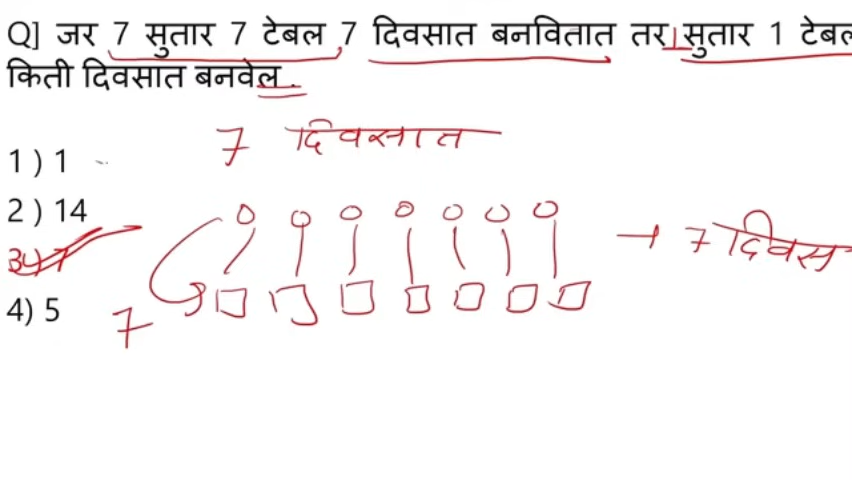 Q] जर 7 सुतार 7 टेबल 7 दिवसात बनवितात तर 1 सुतार 1 टेबल
किती दिवसात बनवेल
7 दिवसात
1 ) 1
2 ) 14
7 दिवस
4) 5
7